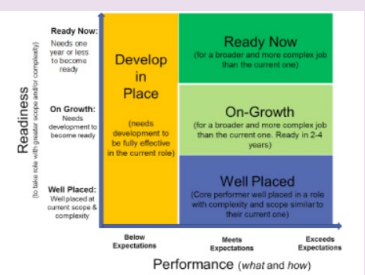 Readiness
(to take role with greater scope and/or complexity)
Ready Now:
Needs one
year or less
to become
ready
On Growth:
Needs
development to
become ready
Well Placed:
Well placed at
current scope &
complexity
Develop
in
Place
(needs
development to
be fully effective
in the current role)
Ready Now
(for a broader and more complex job
than the current one)
On-Growth
(for a broader and more complex job
than the current one. Ready in 2-4
years)
Well Placed
(Core performer well placed in a role
with complexity and scope similar to
their current one)
Below
Expectations
Meets
Expectations
Exceeds
Expectations
Performance (what and how)